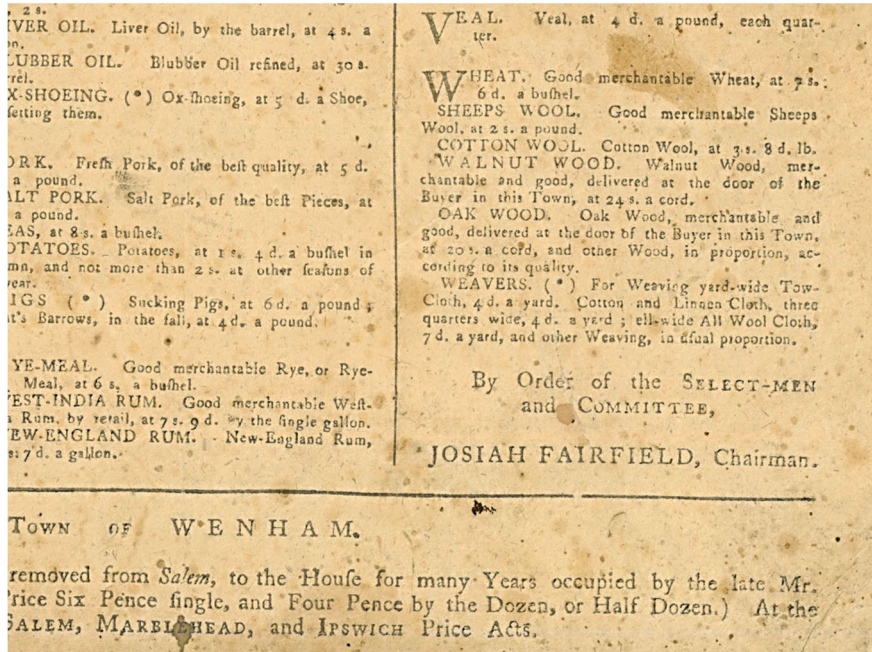 2 s.
IVER OIL. Liver Oil, by the barrel, at 4 s. a
on.
LUBBER OIL. Blubber Oil refined, at 30 s.
rrel.
X-SHOEING. (*) Ox-ſhoeing, at 5 d. a Shoe,
ſetting them.
ORK. Freſh Pork, of the beſt quality, at 5 d.
a pound.
ALT PORK. Salt Pork, of the beſt Pieces, at
a pound.
EAS, at 8 s. a buſhel.
OTATOES. Potatoes, at 1 s. 4 d. a buſhel in
mn, and not more than 2 s. at other ſeaſons of
year.
IGS (*) Sucking Pigs, at 6 d. a pound ;
t's Barrows, in the fall, at 4 d. a pound.
YE-MEAL. Good merchantable Rye, or Rye-
Meal, at 6 s. a buſhel.
EST-INDIA RUM. Good merchantable Weſt-
a Rum, by retail, at 7 s. 9 d. by the ſingle gallon.
EW-ENGLAND RUM. New-England Rum,
s. 7 d. a gallon.
VEAL. Veal, at 4 d. a pound, each quar-
ter.
WHEAT. Good merchantable Wheat, at 7 s.
6 d. a buſhel.
SHEEPS WOOL. Good merchantable Sheeps
Wool, at 2 s. a pound.
COTTON WOOL. Cotton Wool, at 3 s. 8 d. lb.
WALNUT WOOD. Walnut Wood, mer-
chantable and good, delivered at the door of the
Buyer in this Town, at 24 s. a cord.
OAK WOOD. Oak Wood, merchantable and
good, delivered at the door of the Buyer in this Town,
at 20 s. a cord, and other Wood, in proportion, ac-
cording to its quality.
WEAVERS. (*) For Weaving yard-wide Tow-
Cloth, 4 d. a yard. Cotton and Linnen Cloth, three
quarters wide, 4 d. a yard ; ell-wide All Wool Cloth,
7 d. a yard, and other Weaving, in uſual proportion.
By Order of the SELECT-MEN
and COMMITTEE,
JOSIAH FAIRFIELD, Chairman.
TOWN OF WENHAM.
removed from Salem, to the Houſe for many Years occupied by the late Mr.
Price Six Pence ſingle, and Four Pence by the Dozen, or Half Dozen.) At the
SALEM, MARBLEHEAD, and IPSWICH Price Acts.